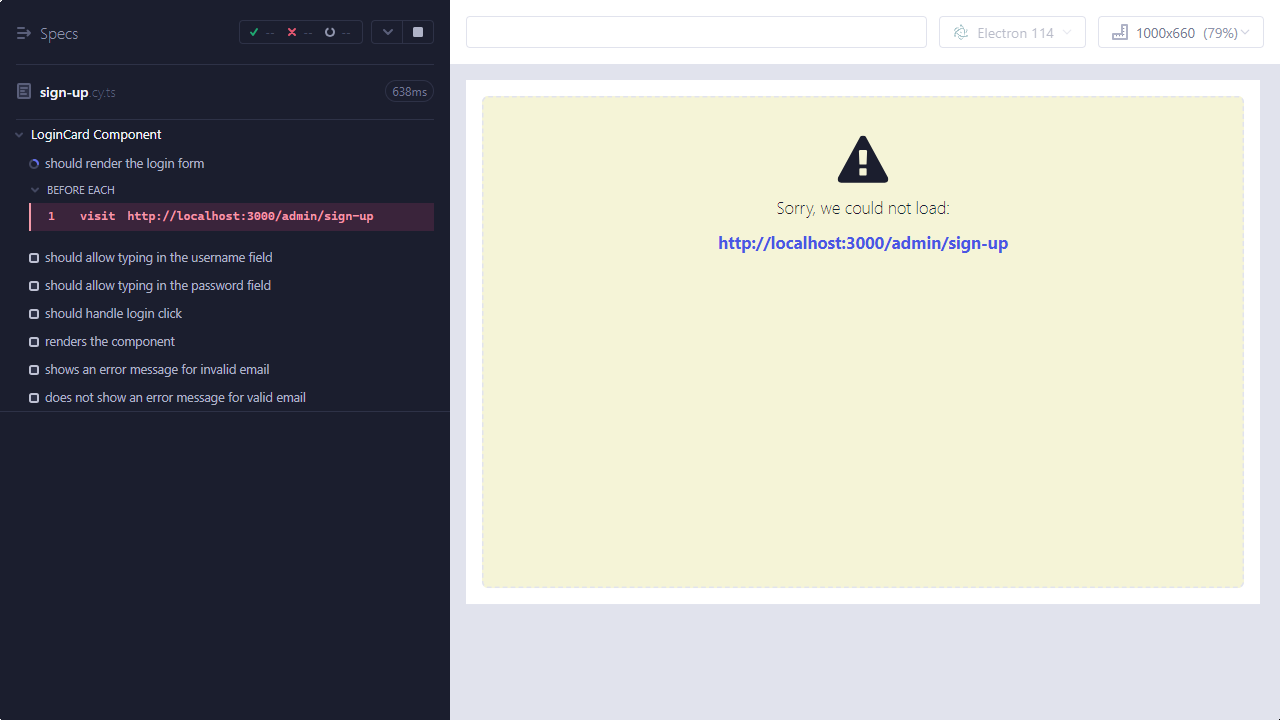 Specs
-- -- --
sign-up.cy.ts
638ms
LoginCard Component
should render the login form
BEFORE EACH
1 visit http://localhost:3000/admin/sign-up
should allow typing in the username field
should allow typing in the password field
should handle login click
renders the component
shows an error message for invalid email
does not show an error message for valid email
Electron 114
1000x660 (79%)
Sorry, we could not load:
http://localhost:3000/admin/sign-up